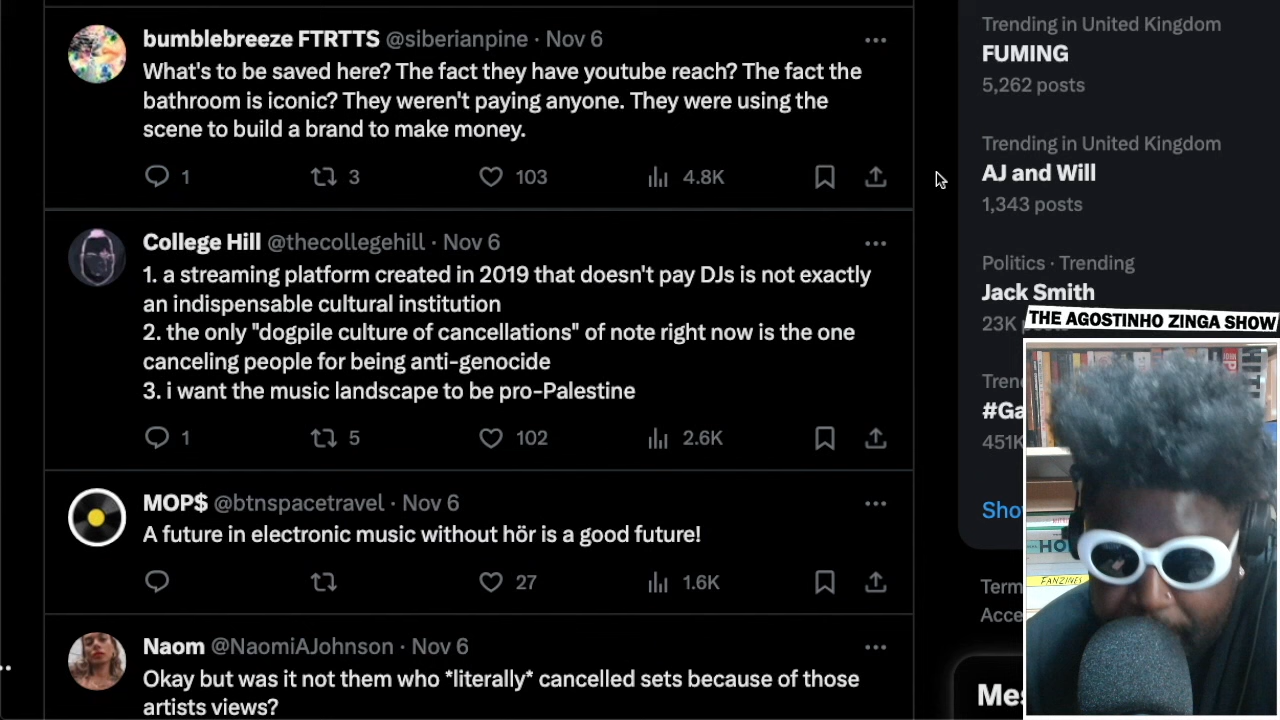 bumblebreeze FTRTTS @siberianpine · Nov 6
What's to be saved here? The fact they have youtube reach? The fact the
bathroom is iconic? They weren't paying anyone. They were using the
scene to build a brand to make money.
1 3 103 4.8K
College Hill @thecollegehill · Nov 6
1. a streaming platform created in 2019 that doesn't pay DJs is not exactly
an indispensable cultural institution
2. the only "dogpile culture of cancellations" of note right now is the one
canceling people for being anti-genocide
3. i want the music landscape to be pro-Palestine
1 5 102 2.6K
MOP$ @btnspacetravel · Nov 6
A future in electronic music without hör is a good future!
27 1.6K
Naom @NaomiAJohnson · Nov 6
Okay but was it not them who *literally* cancelled sets because of those
artists views?
Trending in United Kingdom
FUMING
5,262 posts
Trending in United Kingdom
AJ and Will
1,343 posts
Politics · Trending
Jack Smith
23K
THE AGOSTINHO ZINGA SHOW
#Ga
451K
FANZINES